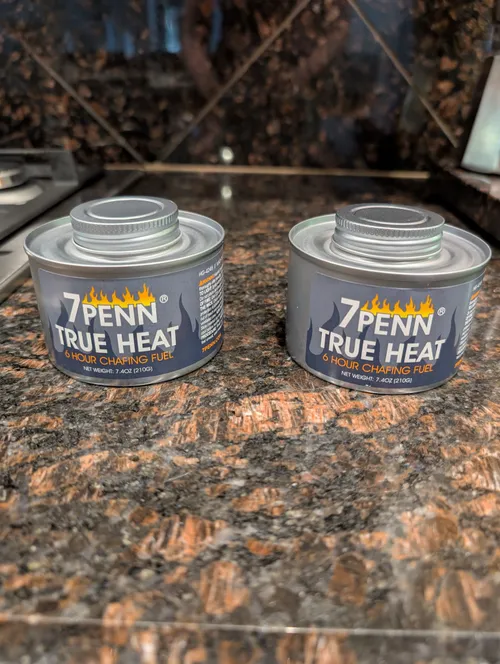 7PENN®
TRUE HEAT
6 HOUR CHAFING FUEL
NET WEIGHT: 7.4OZ (210G)
7PENN®
TRUE HEAT
6 HOUR CHAFING FUEL
NET WEIGHT: 7.4OZ (210G)